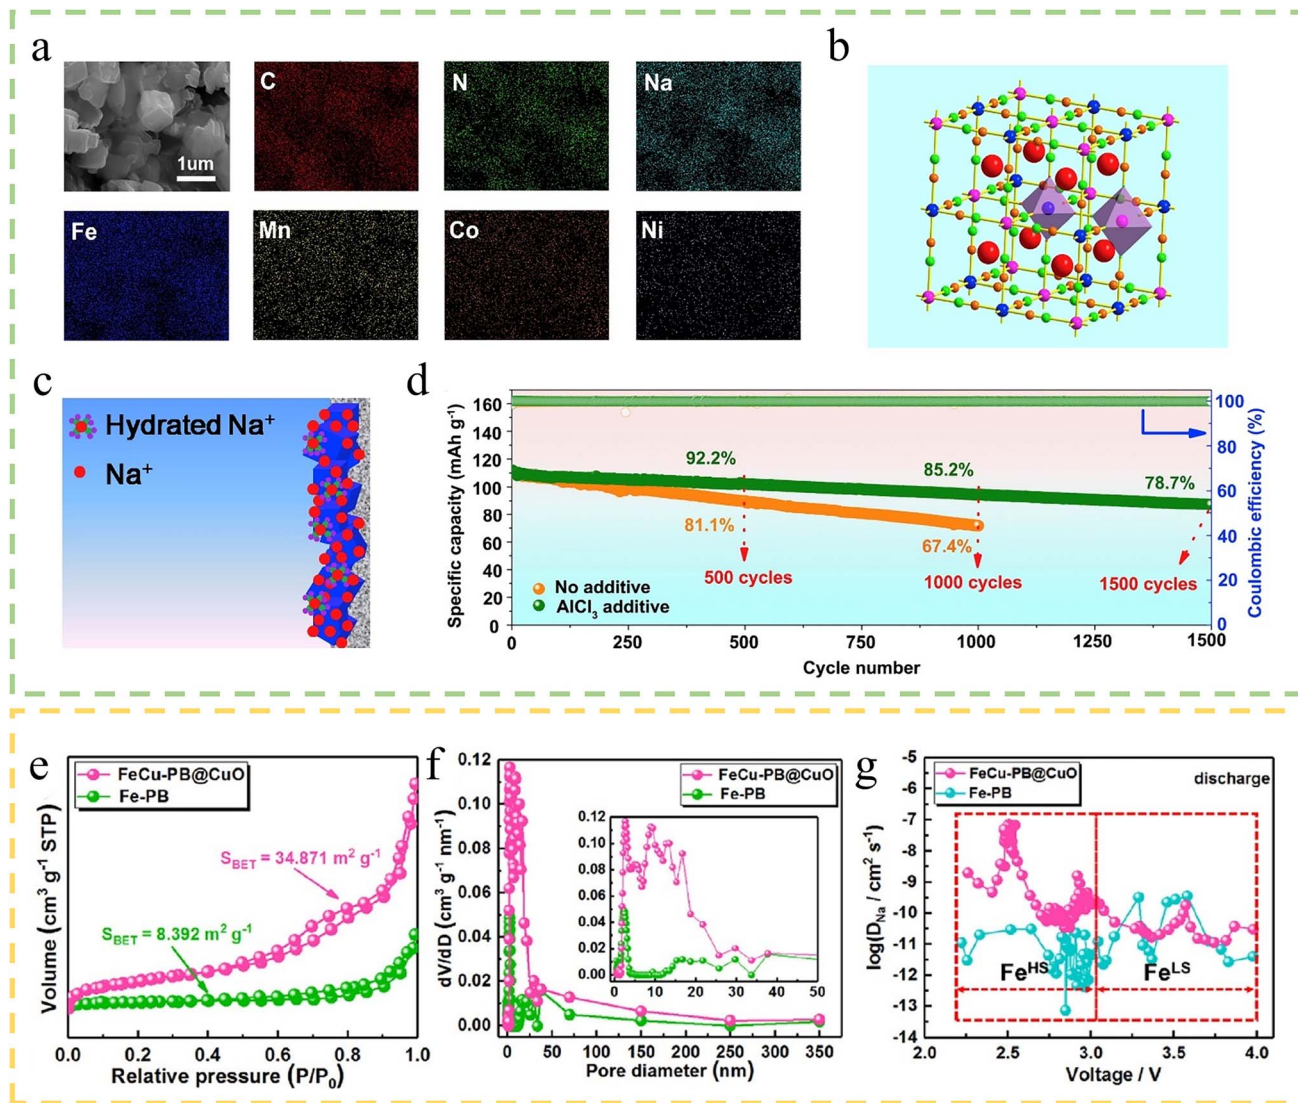 a
1um
C
N
Na
Fe
Mn
Co
Ni
b
c
Hydrated Na⁺
Na⁺
d
Specific capacity (mAh g⁻¹)
160
140
120
100
80
60
40
20
0
92.2%
85.2%
78.7%
81.1%
67.4%
500 cycles
1000 cycles
1500 cycles
No additive
AlCl₃ additive
100
80
60
40
20
0
Coulombic efficiency (%)
0 250 500 750 1000 1250 1500
Cycle number
e
FeCu-PB@CuO
Fe-PB
S_BET = 34.871 m² g⁻¹
S_BET = 8.392 m² g⁻¹
Volume (cm³ g⁻¹ STP)
0.0 0.2 0.4 0.6 0.8 1.0
Relative pressure (P/P₀)
f
FeCu-PB@CuO
Fe-PB
dV/dD (cm³ g⁻¹ nm⁻¹)
0.12
0.10
0.08
0.06
0.04
0.02
0.00
0.12
0.10
0.08
0.06
0.04
0.02
0.00
0 10 20 30 40 50
0 50 100 150 200 250 300 350
Pore diameter (nm)
g
FeCu-PB@CuO
Fe-PB
discharge
log(D_Na / cm² s⁻¹)
-5
-6
-7
-8
-9
-10
-11
-12
-13
-14
Fe^HS
Fe^LS
2.0 2.5 3.0 3.5 4.0
Voltage / V